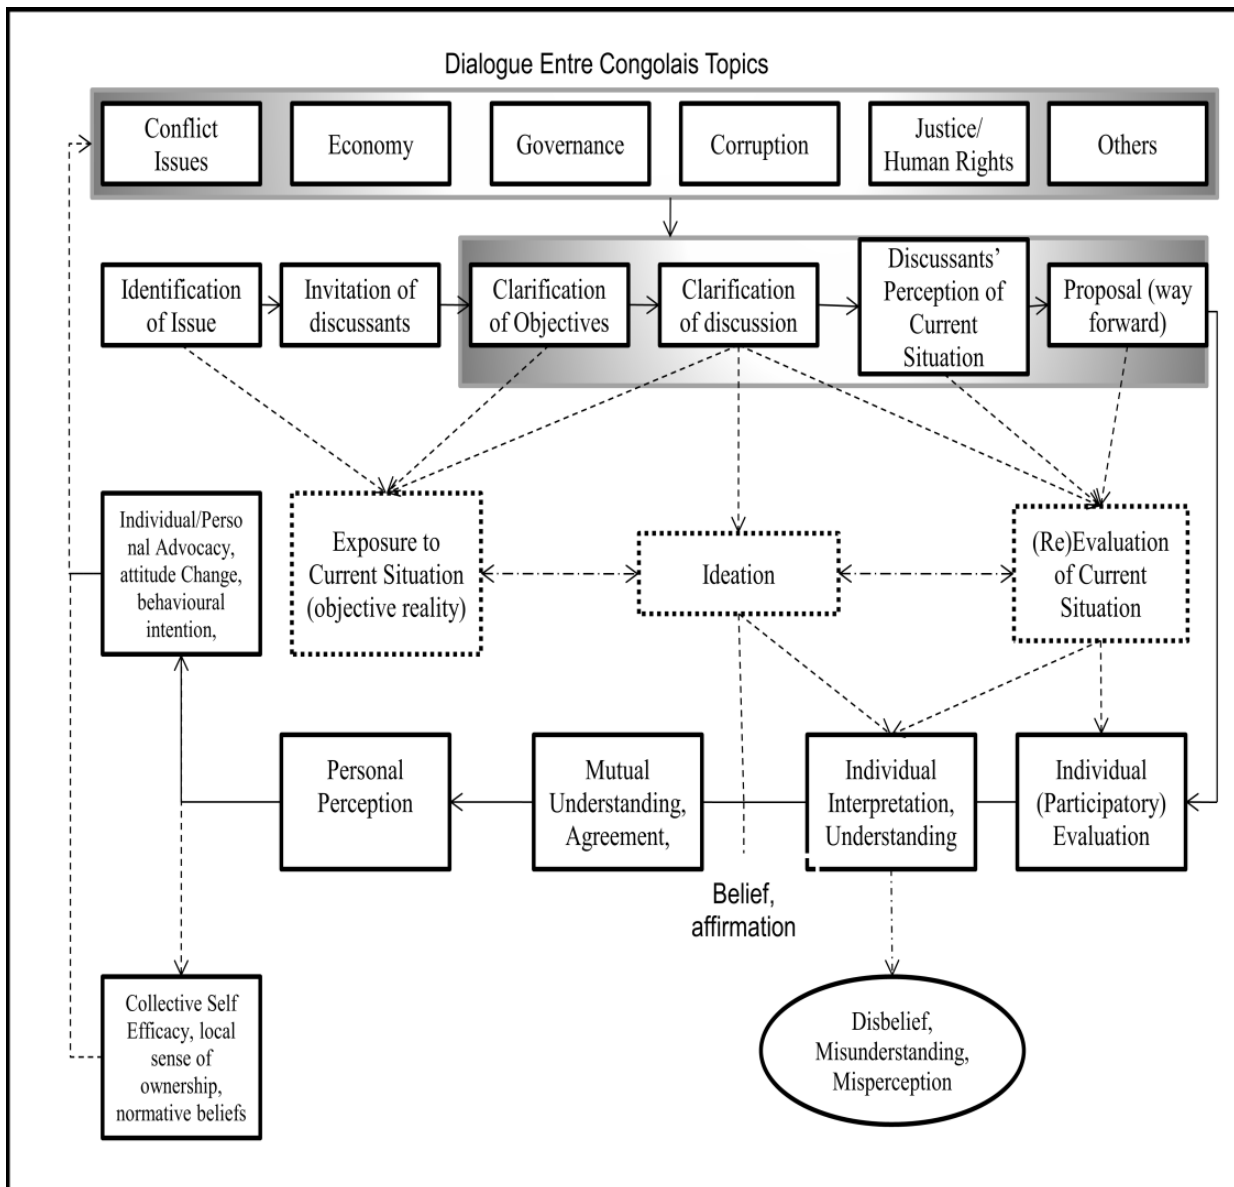 Dialogue Entre Congolais Topics
Conflict
Issues
Economy
Governance
Corruption
Justice/
Human Rights
Others
Identification
of Issue
Invitation of
discussants
Clarification
of Objectives
Clarification
of discussion
Discussants'
Perception of
Current
Situation
Proposal (way
forward)
Individual/Perso
nal Advocacy,
attitude Change,
behavioural
intention,
Exposure to
Current Situation
(objective reality)
Ideation
(Re)Evaluation
of Current
Situation
Personal
Perception
Mutual
Understanding,
Agreement,
Individual
Interpretation,
Understanding
Individual
(Participatory)
Evaluation
Belief,
affirmation
Collective Self
Efficacy, local
sense of
ownership,
normative beliefs
Disbelief,
Misunderstanding,
Misperception